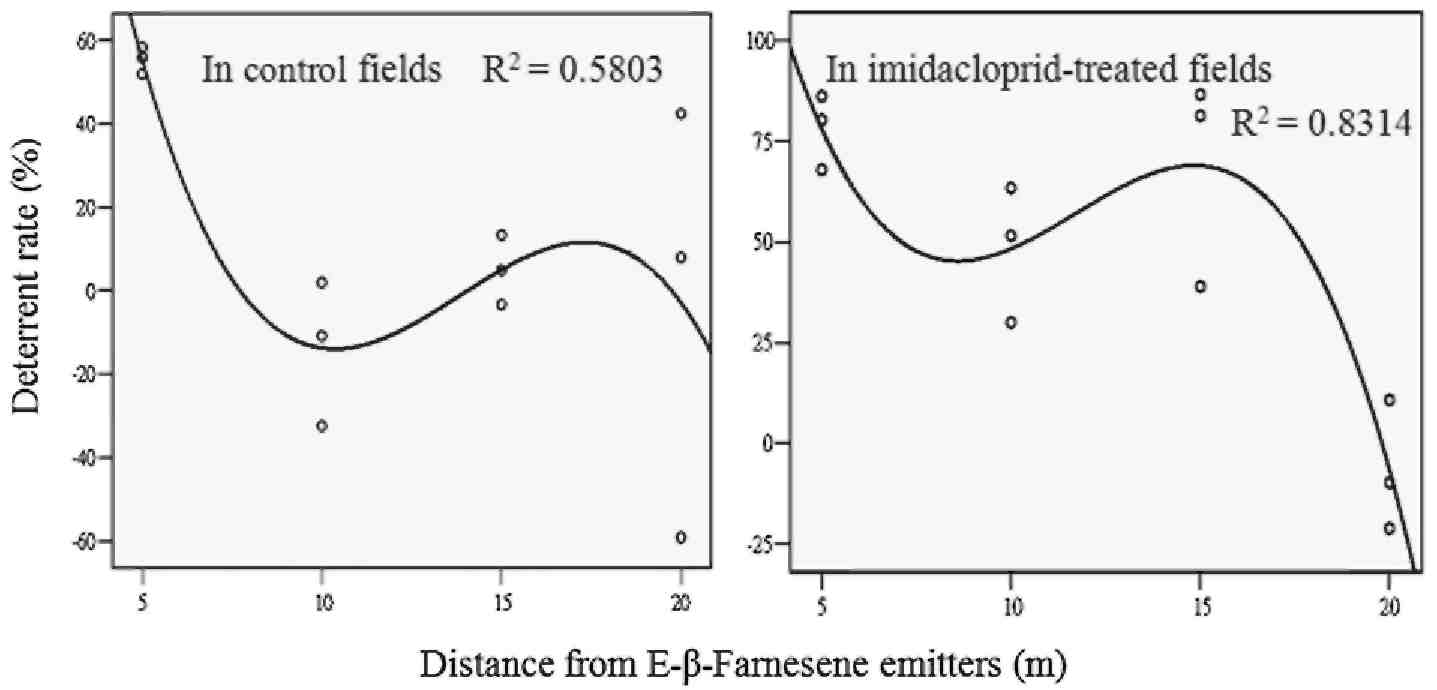 In control fields R² = 0.5803
60
40
20
0
-20
-40
-60
5 10 15 20
In imidacloprid-treated fields
R² = 0.8314
100
75
50
25
0
-25
5 10 15 20
Deterrent rate (%)
Distance from E-β-Farnesene emitters (m)